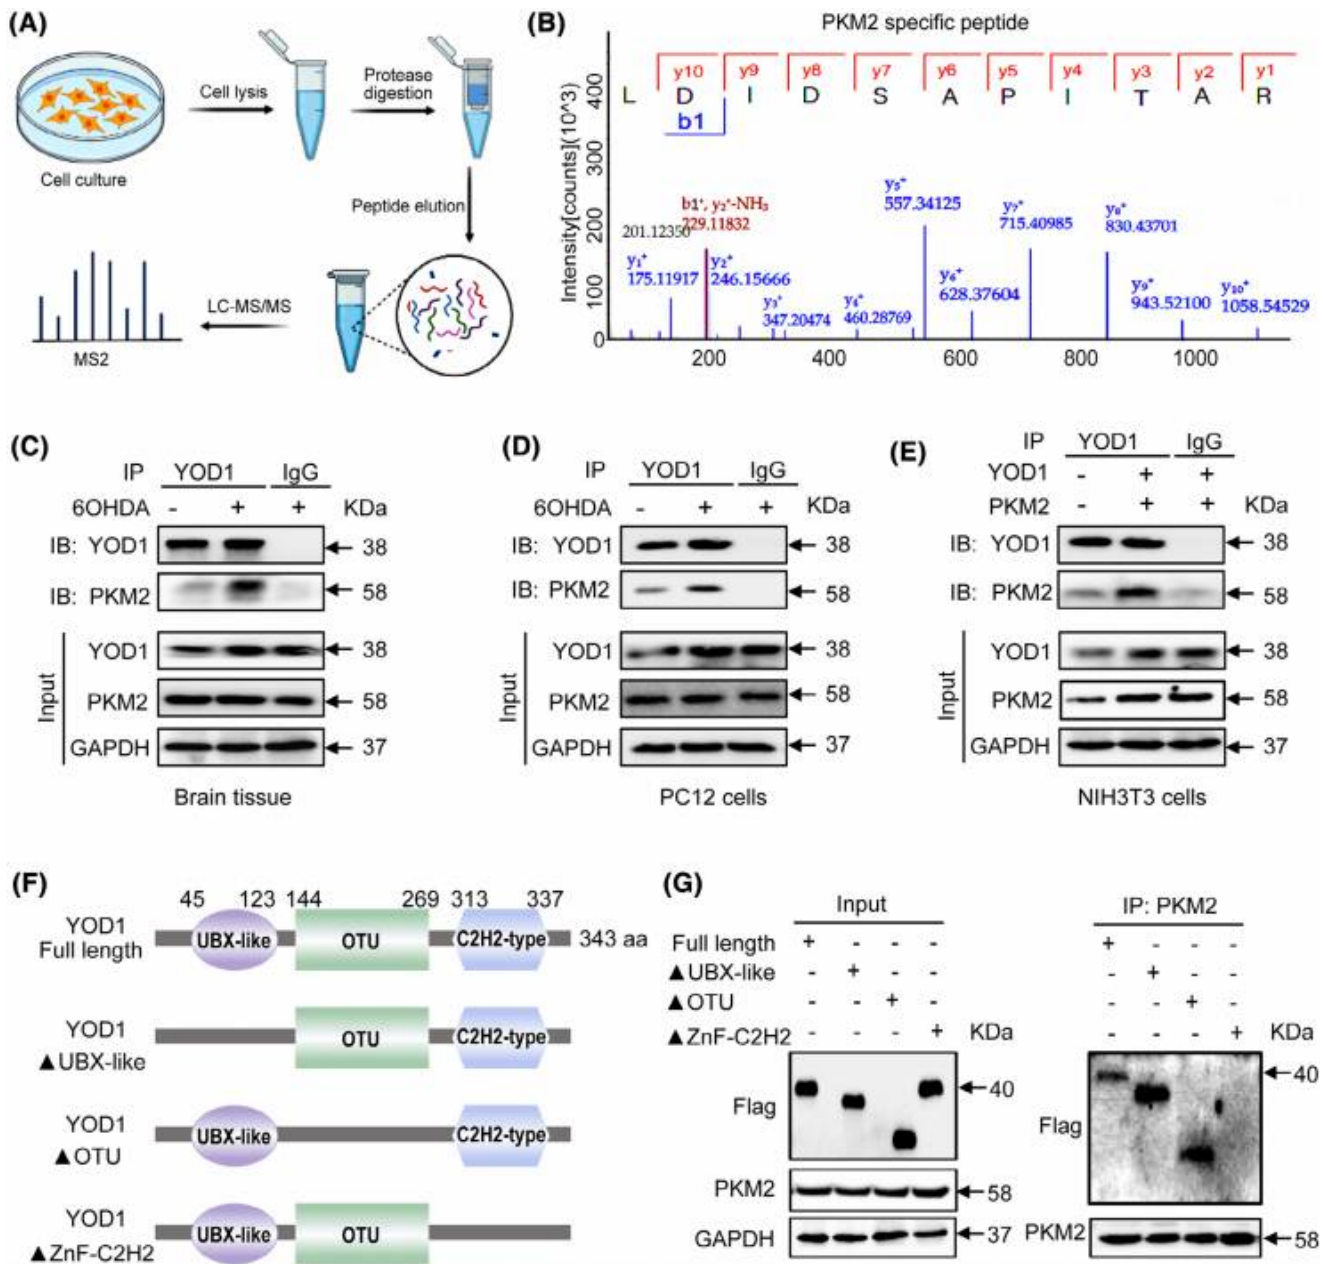 (A)
Cell culture
Cell lysis
Protease
digestion
Peptide elution
LC-MS/MS
MS2
(B)
PKM2 specific peptide
Intensity[counts](10^3)
400
300
200
100
0
y10 y9 y8 y7 y6 y5 y4 y3 y2 y1
L D I D S A P I T A R
b1
201.12350
b1⁺, y₂⁺-NH₃
229.11832
y₁⁺
175.11917
y₂⁺
246.15666
y₃⁺
347.20474
y₄⁺
460.28769
y₅⁺
557.34125
y₆⁺
628.37604
y₇⁺
715.40985
y₈⁺
830.43701
y₉⁺
943.52100
y₁₀⁺
1058.54529
200 400 600 800 1000
(C)
IP YOD1 IgG
6OHDA - + + KDa
IB: YOD1 38
IB: PKM2 58
Input
YOD1 38
PKM2 58
GAPDH 37
Brain tissue
(D)
IP YOD1 IgG
6OHDA - + + KDa
IB: YOD1 38
IB: PKM2 58
Input
YOD1 38
PKM2 58
GAPDH 37
PC12 cells
(E)
IP YOD1 IgG
YOD1 - + +
PKM2 - + + KDa
IB: YOD1 38
IB: PKM2 58
Input
YOD1 38
PKM2 58
GAPDH 37
NIH3T3 cells
(F)
45 123 144 269 313 337
YOD1
Full length
UBX-like OTU C2H2-type 343 aa
YOD1
▲UBX-like
OTU C2H2-type
YOD1
▲OTU
UBX-like C2H2-type
YOD1
▲ZnF-C2H2
UBX-like OTU
(G)
Input
Full length + - - -
▲UBX-like - + - -
▲OTU - - + -
▲ZnF-C2H2 - - - + KDa
Flag 40
PKM2 58
GAPDH 37
IP: PKM2
+ - - -
- + - -
- - + -
- - - + KDa
Flag 40
PKM2 58